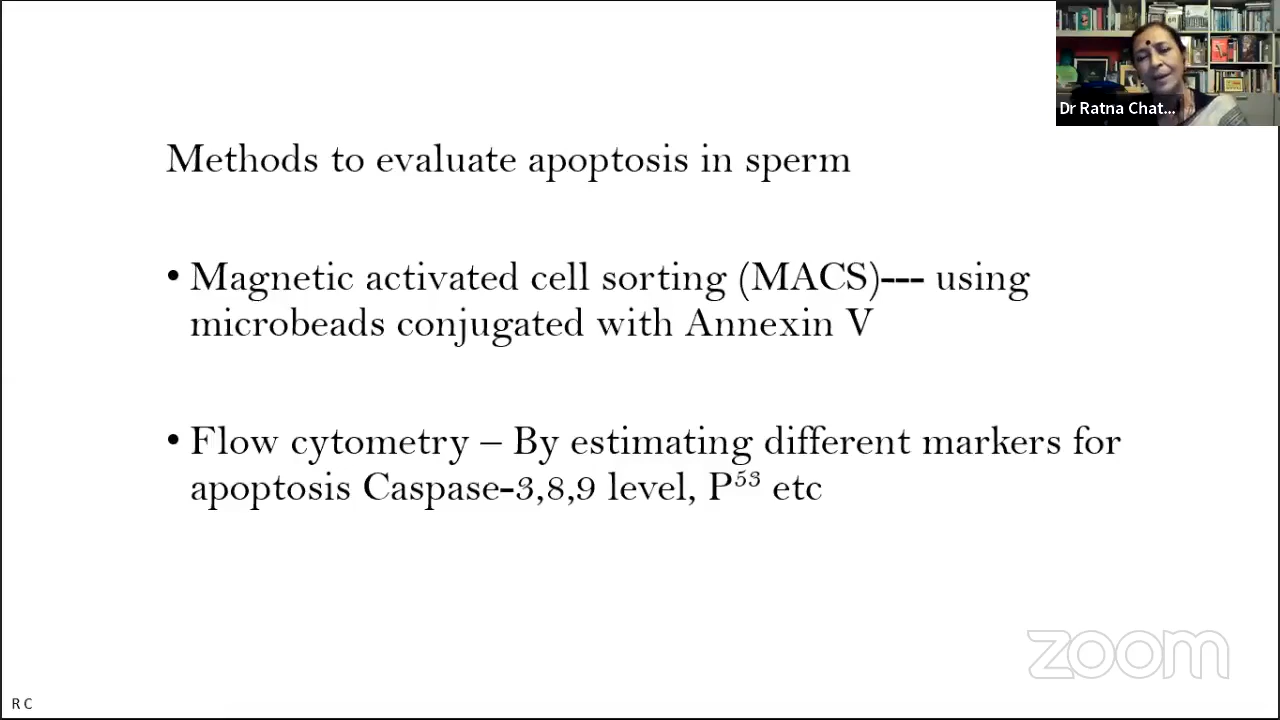 Dr Ratna Chat...
Methods to evaluate apoptosis in sperm
• Magnetic activated cell sorting (MACS)--- using
microbeads conjugated with Annexin V
• Flow cytometry – By estimating different markers for
apoptosis Caspase-3,8,9 level, P⁵³ etc
zoom
R C